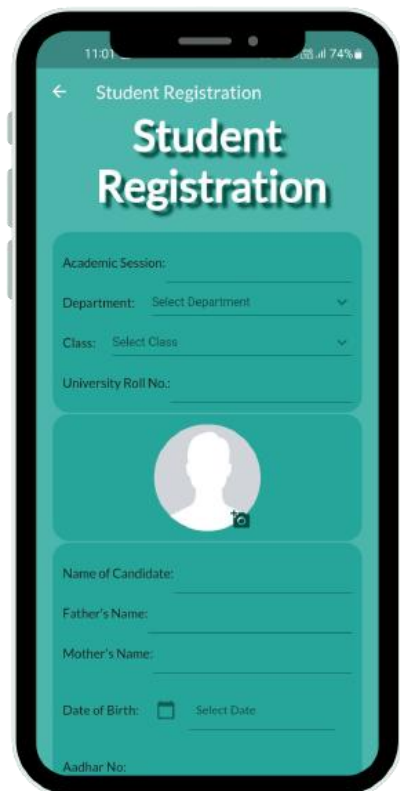 11:01
74%
Student Registration
Student
Registration
Academic Session:
Department: Select Department
Class: Select Class
University Roll No.:
Name of Candidate:
Father's Name:
Mother's Name:
Date of Birth: Select Date
Aadhar No: